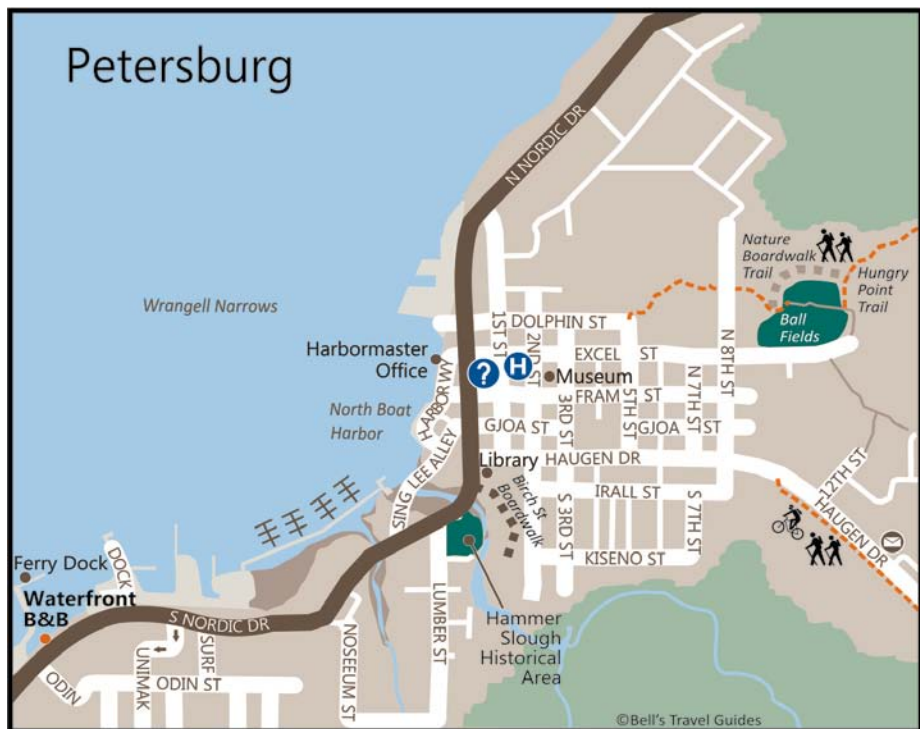 Petersburg
N NORDIC DR
Nature
Boardwalk
Trail
Hungry
Point
Trail
Wrangell Narrows
1ST ST
2ND ST
DOLPHIN ST
N 8TH ST
Ball
Fields
Harbormaster
Office
EXCEL ST
?
H
Museum
HARBOR WY
FRAM ST
5TH ST
N 7TH ST
North Boat
Harbor
3RD ST
GJOA ST
GJOA ST
SING LEE ALLEY
Library
HAUGEN DR
12TH ST
Birch St
Boardwalk
IRALL ST
S 3RD ST
S 7TH ST
HAUGEN DR
KISENO ST
Ferry Dock
DOCK
Waterfront
B&B
S NORDIC DR
LUMBER ST
Hammer
Slough
Historical
Area
NOSEEUM ST
UNIMAK
SURF
ODIN
ODIN ST
©Bell's Travel Guides